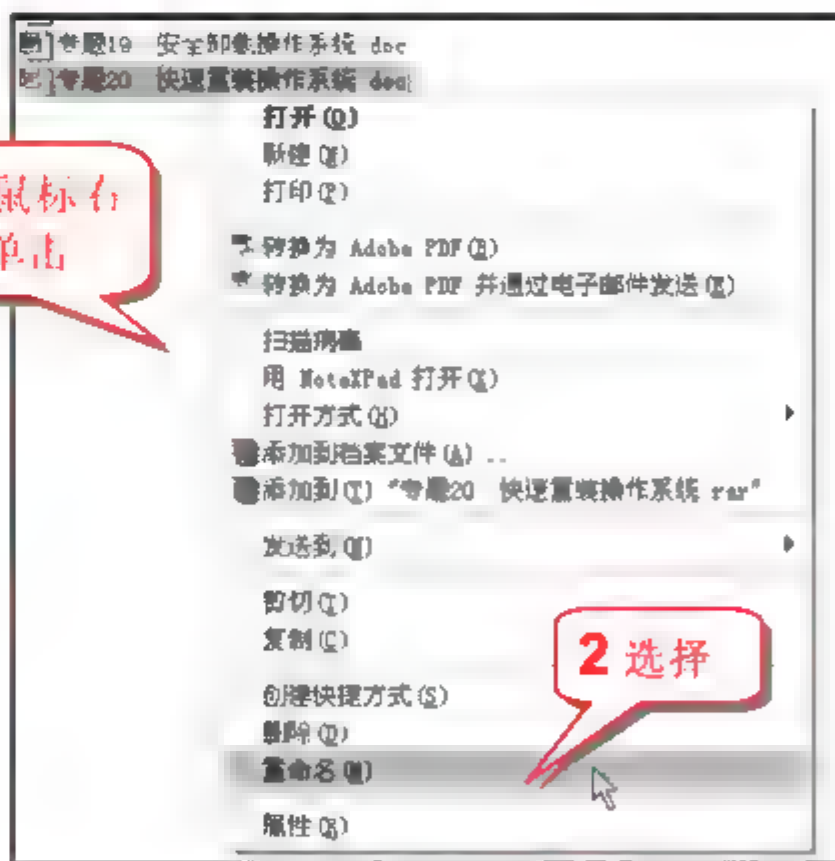 专题19 安全卸载操作系统 doc
专题20 快速重装操作系统 doc
打开(O)
新建(N)
打印(P)
鼠标右
单击
转换为 Adobe PDF(B)
转换为 Adobe PDF 并通过电子邮件发送(E)
扫描病毒
用 NoteXPad 打开(X)
打开方式(H)
添加到档案文件(A) ..
添加到(T) "专题20 快速重装操作系统 rar"
发送到(N)
剪切(T)
复制(C)
2 选择
创建快捷方式(S)
删除(D)
重命名(M)
属性(R)